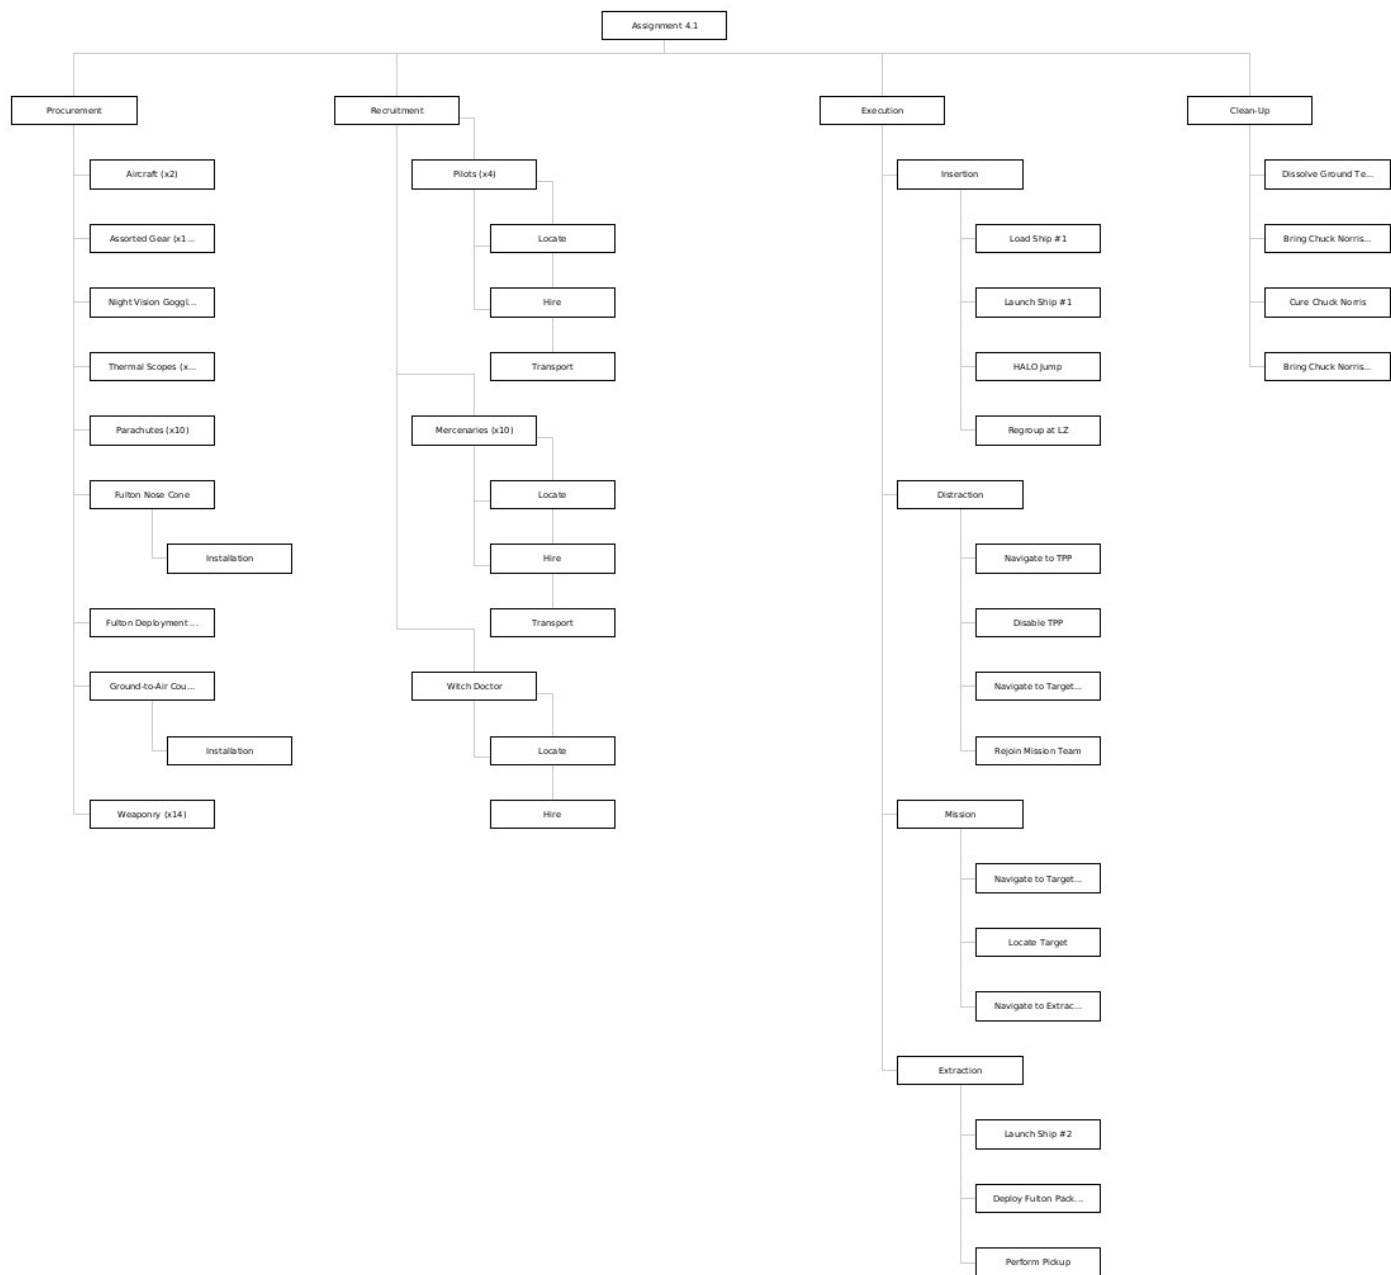 Assignment 4.1
Procurement
Aircraft (x2)
Assorted Gear (x1...
Night Vision Goggl...
Thermal Scopes (x...
Parachutes (x10)
Fulton Nose Cone
Installation
Fulton Deployment ...
Ground-to-Air Cou...
Installation
Weaponry (x14)
Recruitment
Pilots (x4)
Locate
Hire
Transport
Mercenaries (x10)
Locate
Hire
Transport
Witch Doctor
Locate
Hire
Execution
Insertion
Load Ship #1
Launch Ship #1
HALO Jump
Regroup at LZ
Distraction
Navigate to TPP
Disable TPP
Navigate to Target...
Rejoin Mission Team
Mission
Navigate to Target...
Locate Target
Navigate to Extrac...
Extraction
Launch Ship #2
Deploy Fulton Pack...
Perform Pickup
Clean-Up
Dissolve Ground Te...
Bring Chuck Norris...
Cure Chuck Norris
Bring Chuck Norris...